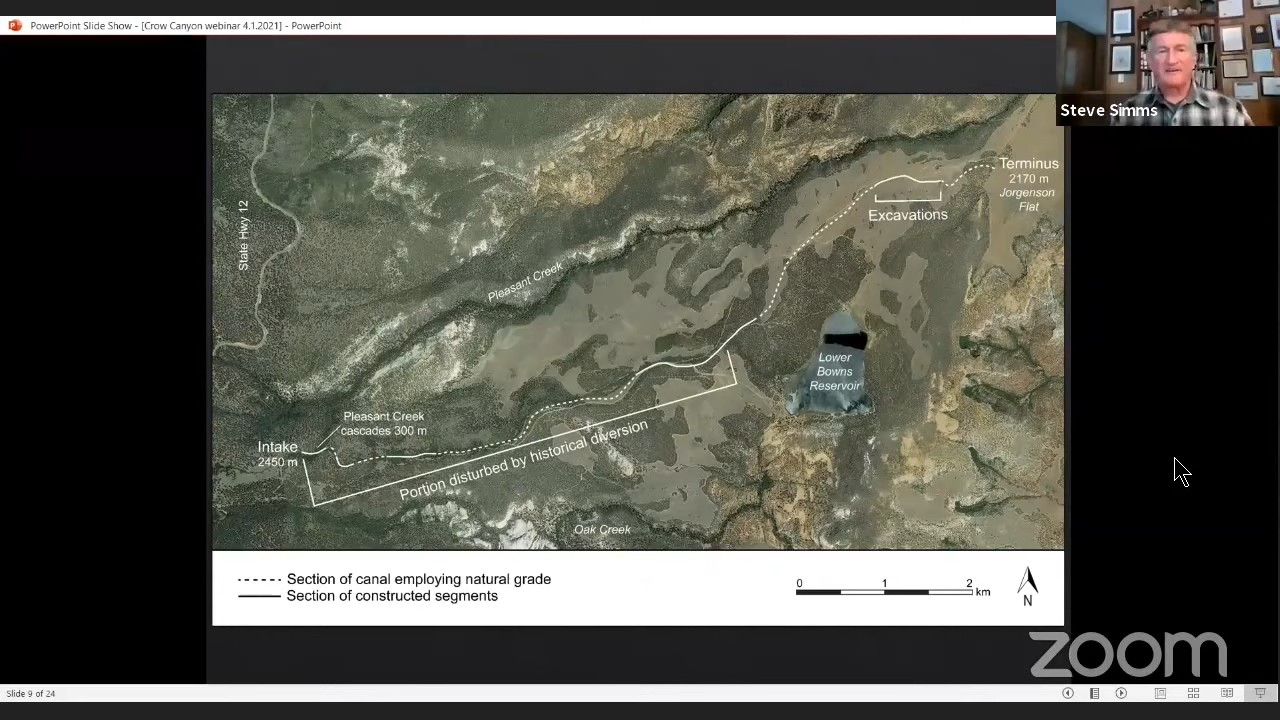 PowerPoint Slide Show - [Crow Canyon webinar 4.1.2021] - PowerPoint
Steve Simms
State Hwy 12
Terminus
2170 m
Jorgenson
Flat
Excavations
Pleasant Creek
Lower
Bowns
Reservoir
Pleasant Creek
cascades 300 m
Intake
2450 m
Portion disturbed by historical diversion
Oak Creek
Section of canal employing natural grade
Section of constructed segments
0 1 2 km
N
zoom
Slide 9 of 24